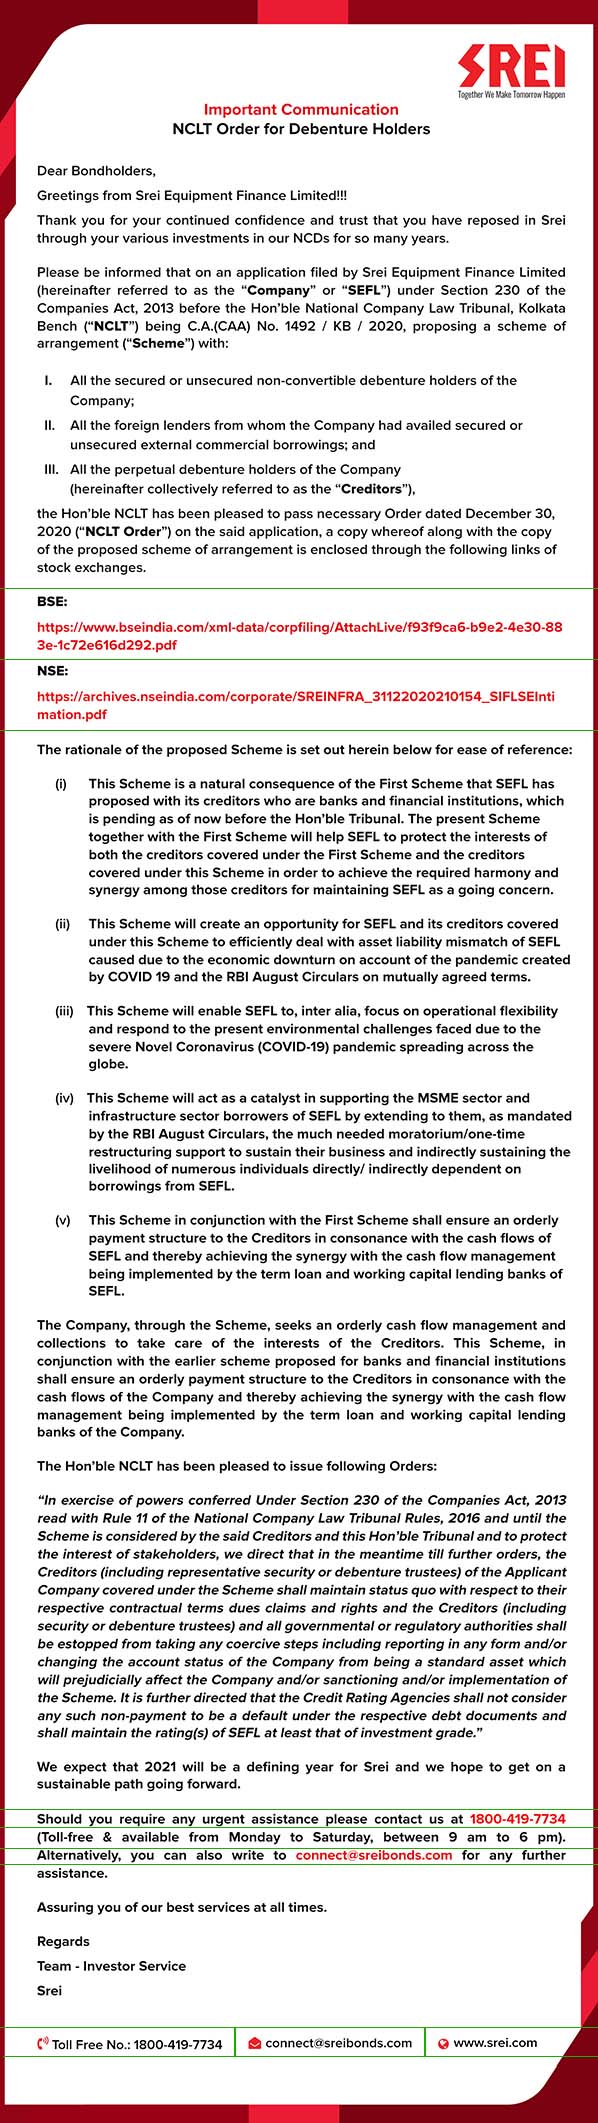 SREI
Together We Make Tomorrow Happen
Important Communication
NCLT Order for Debenture Holders
Dear Bondholders,
Greetings from Srei Equipment Finance Limited!!!
Thank you for your continued confidence and trust that you have reposed in Srei
through your various investments in our NCDs for so many years.
Please be informed that on an application filed by Srei Equipment Finance Limited
(hereinafter referred to as the “Company” or “SEFL”) under Section 230 of the
Companies Act, 2013 before the Hon’ble National Company Law Tribunal, Kolkata
Bench (“NCLT”) being C.A.(CAA) No. 1492 / KB / 2020, proposing a scheme of
arrangement (“Scheme”) with:
I. All the secured or unsecured non-convertible debenture holders of the
Company;
II. All the foreign lenders from whom the Company had availed secured or
unsecured external commercial borrowings; and
III. All the perpetual debenture holders of the Company
(hereinafter collectively referred to as the “Creditors”),
the Hon’ble NCLT has been pleased to pass necessary Order dated December 30,
2020 (“NCLT Order”) on the said application, a copy whereof along with the copy
of the proposed scheme of arrangement is enclosed through the following links of
stock exchanges.
BSE:
https://www.bseindia.com/xml-data/corpfiling/AttachLive/f93f9ca6-b9e2-4e30-88
3e-1c72e616d292.pdf
NSE:
https://archives.nseindia.com/corporate/SREINFRA_31122020210154_SIFLSEInti
mation.pdf
The rationale of the proposed Scheme is set out herein below for ease of reference:
(i) This Scheme is a natural consequence of the First Scheme that SEFL has
proposed with its creditors who are banks and financial institutions, which
is pending as of now before the Hon’ble Tribunal. The present Scheme
together with the First Scheme will help SEFL to protect the interests of
both the creditors covered under the First Scheme and the creditors
covered under this Scheme in order to achieve the required harmony and
synergy among those creditors for maintaining SEFL as a going concern.
(ii) This Scheme will create an opportunity for SEFL and its creditors covered
under this Scheme to efficiently deal with asset liability mismatch of SEFL
caused due to the economic downturn on account of the pandemic created
by COVID 19 and the RBI August Circulars on mutually agreed terms.
(iii) This Scheme will enable SEFL to, inter alia, focus on operational flexibility
and respond to the present environmental challenges faced due to the
severe Novel Coronavirus (COVID-19) pandemic spreading across the
globe.
(iv) This Scheme will act as a catalyst in supporting the MSME sector and
infrastructure sector borrowers of SEFL by extending to them, as mandated
by the RBI August Circulars, the much needed moratorium/one-time
restructuring support to sustain their business and indirectly sustaining the
livelihood of numerous individuals directly/ indirectly dependent on
borrowings from SEFL.
(v) This Scheme in conjunction with the First Scheme shall ensure an orderly
payment structure to the Creditors in consonance with the cash flows of
SEFL and thereby achieving the synergy with the cash flow management
being implemented by the term loan and working capital lending banks of
SEFL.
The Company, through the Scheme, seeks an orderly cash flow management and
collections to take care of the interests of the Creditors. This Scheme, in
conjunction with the earlier scheme proposed for banks and financial institutions
shall ensure an orderly payment structure to the Creditors in consonance with the
cash flows of the Company and thereby achieving the synergy with the cash flow
management being implemented by the term loan and working capital lending
banks of the Company.
The Hon’ble NCLT has been pleased to issue following Orders:
“In exercise of powers conferred Under Section 230 of the Companies Act, 2013
read with Rule 11 of the National Company Law Tribunal Rules, 2016 and until the
Scheme is considered by the said Creditors and this Hon’ble Tribunal and to protect
the interest of stakeholders, we direct that in the meantime till further orders, the
Creditors (including representative security or debenture trustees) of the Applicant
Company covered under the Scheme shall maintain status quo with respect to their
respective contractual terms dues claims and rights and the Creditors (including
security or debenture trustees) and all governmental or regulatory authorities shall
be estopped from taking any coercive steps including reporting in any form and/or
changing the account status of the Company from being a standard asset which
will prejudicially affect the Company and/or sanctioning and/or implementation of
the Scheme. It is further directed that the Credit Rating Agencies shall not consider
any such non-payment to be a default under the respective debt documents and
shall maintain the rating(s) of SEFL at least that of investment grade.”
We expect that 2021 will be a defining year for Srei and we hope to get on a
sustainable path going forward.
Should you require any urgent assistance please contact us at 1800-419-7734
(Toll-free & available from Monday to Saturday, between 9 am to 6 pm).
Alternatively, you can also write to connect@sreibonds.com for any further
assistance.
Assuring you of our best services at all times.
Regards
Team - Investor Service
Srei
Toll Free No.: 1800-419-7734 connect@sreibonds.com www.srei.com